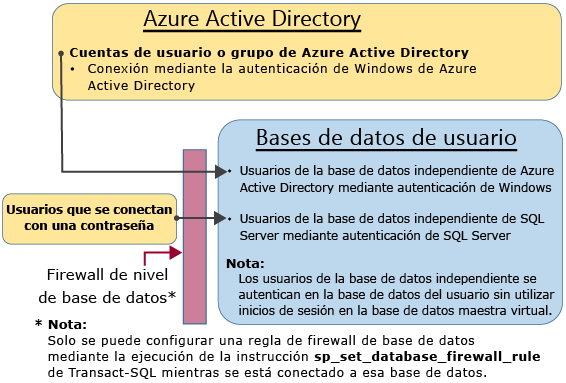 Azure Active Directory
Cuentas de usuario o grupo de Azure Active Directory
• Conexión mediante la autenticación de Windows de Azure
Active Directory
Bases de datos de usuario
• Usuarios de la base de datos independiente de Azure
Active Directory mediante autenticación de Windows
Usuarios que se conectan
con una contraseña
• Usuarios de la base de datos independiente de SQL
Server mediante autenticación de SQL Server
Nota:
Los usuarios de la base de datos independiente se
autentican en la base de datos del usuario sin utilizar
inicios de sesión en la base de datos maestra virtual.
Firewall de nivel
de base de datos*
* Nota:
Solo se puede configurar una regla de firewall de base de datos
mediante la ejecución de la instrucción sp_set_database_firewall_rule
de Transact-SQL mientras se está conectado a esa base de datos.